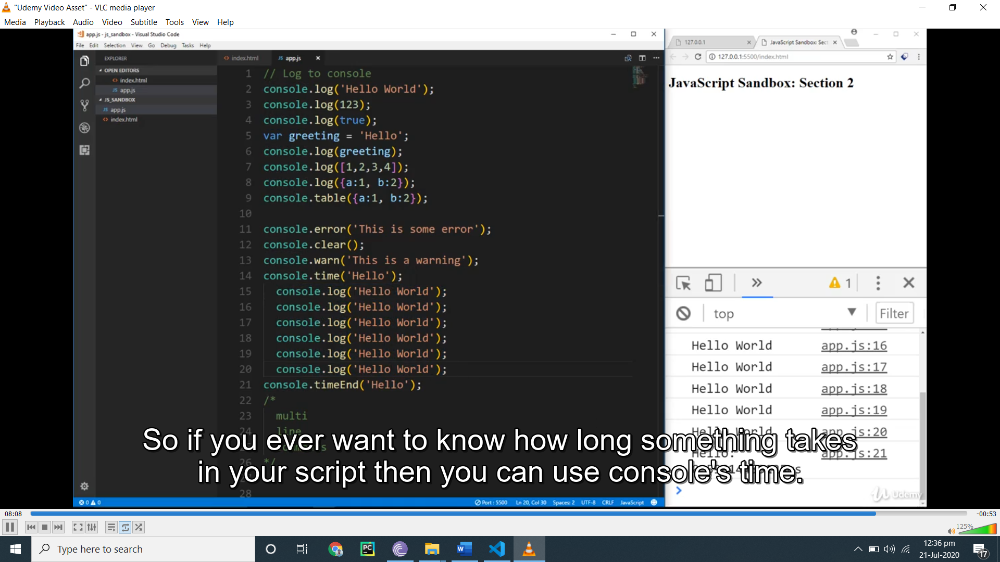 "Udemy Video Asset" - VLC media player
Media Playback Audio Video Subtitle Tools View Help
app.js - js_sandbox - Visual Studio Code
File Edit Selection View Go Debug Tasks Help
EXPLORER
OPEN EDITORS
<> index.html
JS app.js
JS_SANDBOX
JS app.js
<> index.html
<> index.html JS app.js
1 // Log to console
2 console.log('Hello World');
3 console.log(123);
4 console.log(true);
5 var greeting = 'Hello';
6 console.log(greeting);
7 console.log([1,2,3,4]);
8 console.log({a:1, b:2});
9 console.table({a:1, b:2});
10
11 console.error('This is some error');
12 console.clear();
13 console.warn('This is a warning');
14 console.time('Hello');
15 console.log('Hello World');
16 console.log('Hello World');
17 console.log('Hello World');
18 console.log('Hello World');
19 console.log('Hello World');
20 console.log('Hello World');
21 console.timeEnd('Hello');
22 /*
23 multi
24 line
26 */
28
0 0 Port : 5500 Ln 20, Col 30 Spaces: 2 UTF-8 CRLF JavaScript
127.0.0.1 JavaScript Sandbox: Sect
127.0.0.1:5500/index.html
JavaScript Sandbox: Section 2
1
top Filter
Hello World app.js:16
Hello World app.js:17
Hello World app.js:18
Hello World app.js:19
Hello World app.js:20
Hello: app.js:21
So if you ever want to know how long something takes
in your script then you can use console's time.
Udemy
08:08 -00:53
125%
Type here to search
PC
W
12:36 pm
21-Jul-2020
17